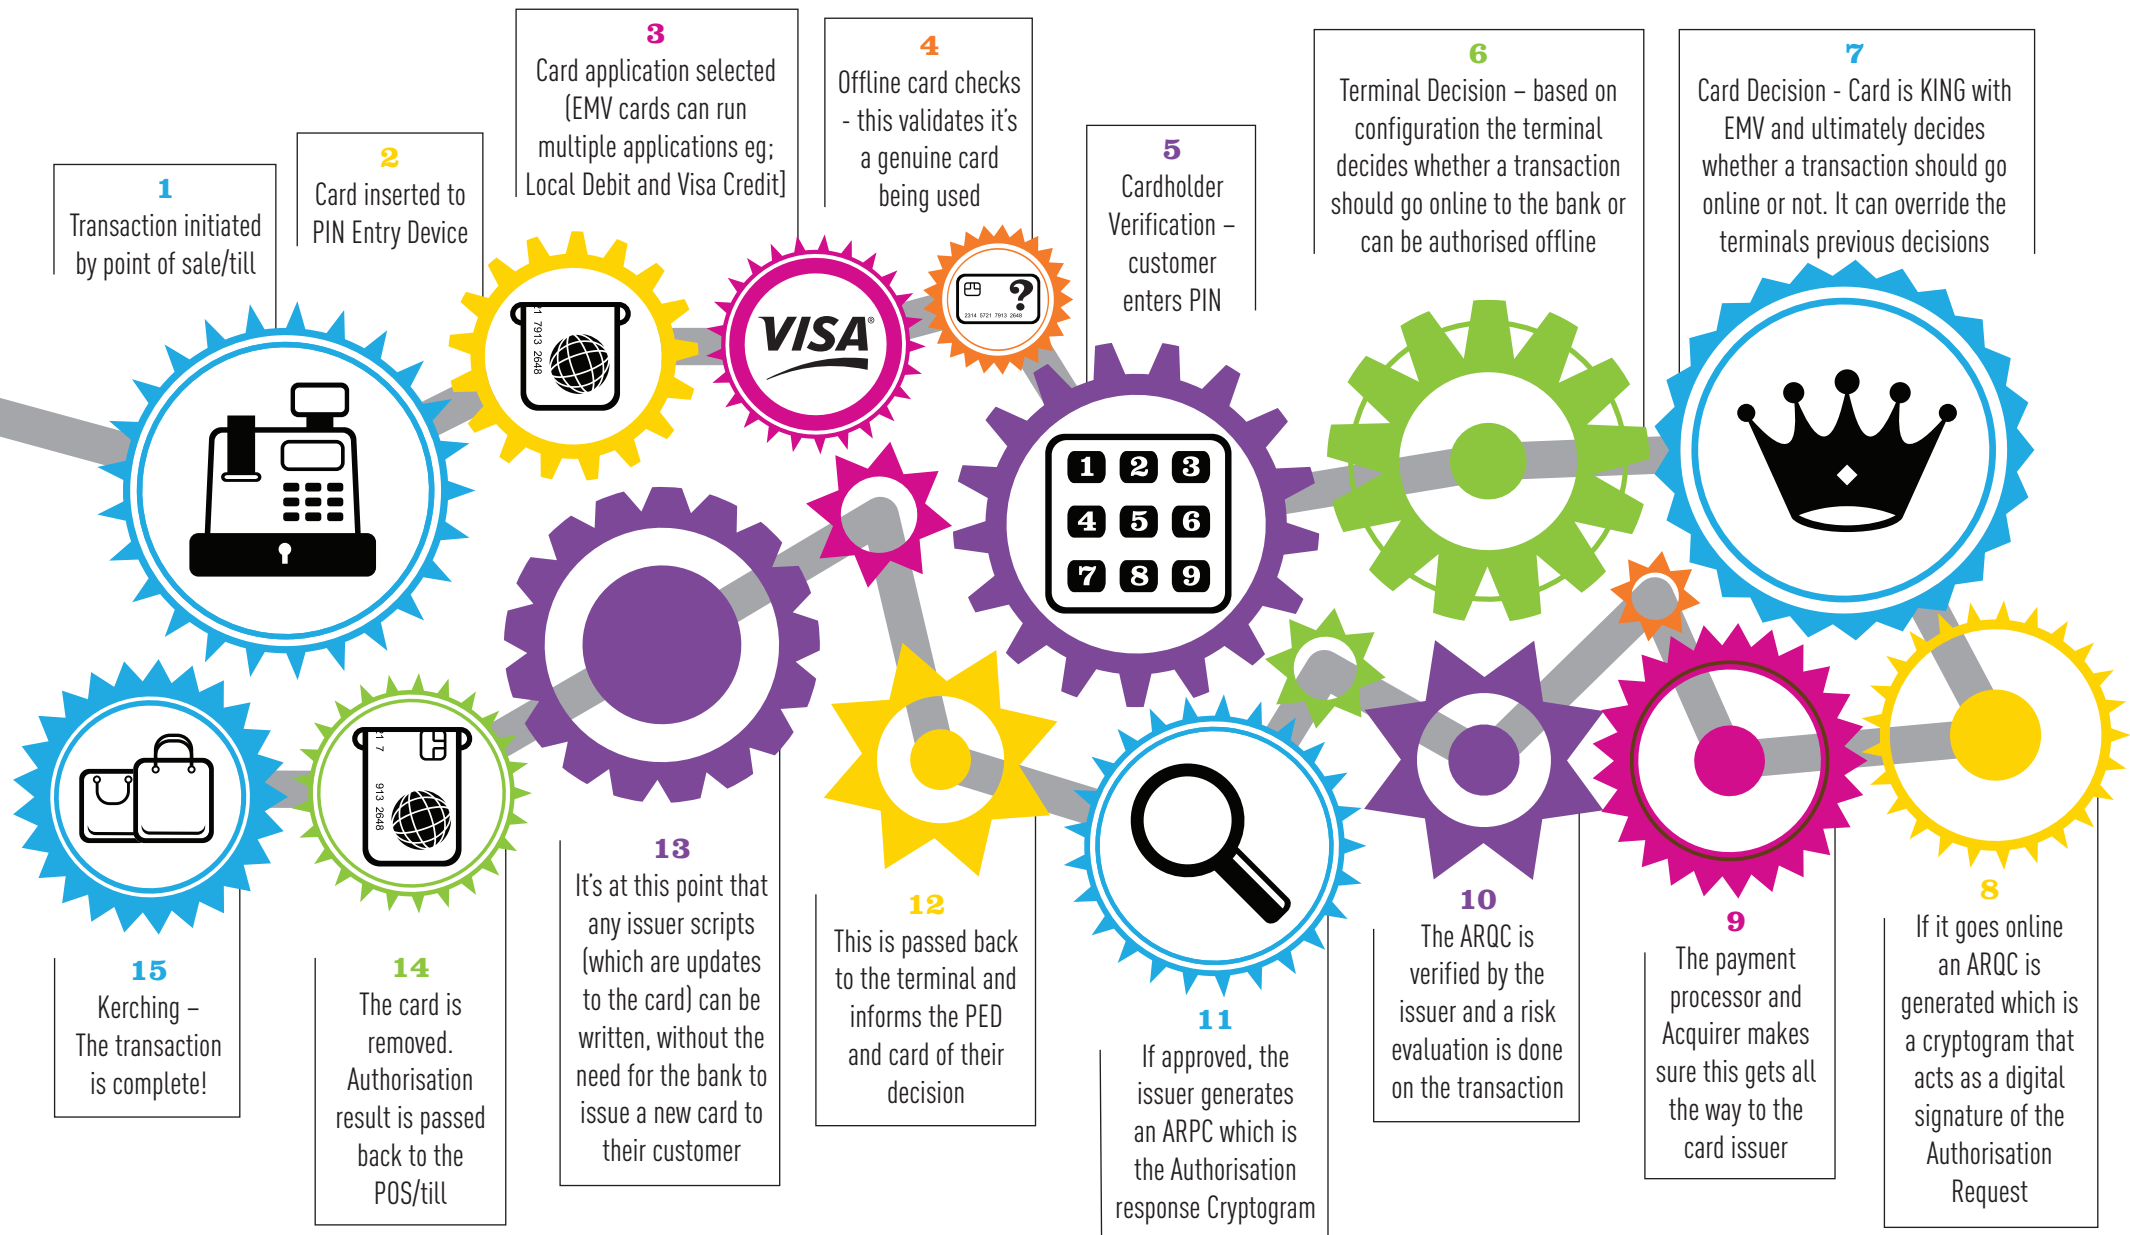 1
Transaction initiated
by point of sale/till
2
Card inserted to
PIN Entry Device
3
Card application selected
(EMV cards can run
multiple applications eg;
Local Debit and Visa Credit]
4
Offline card checks
- this validates it's
a genuine card
being used
5
Cardholder
Verification –
customer
enters PIN
6
Terminal Decision – based on
configuration the terminal
decides whether a transaction
should go online to the bank or
can be authorised offline
7
Card Decision - Card is KING with
EMV and ultimately decides
whether a transaction should go
online or not. It can override the
terminals previous decisions
21 7913 2648
VISA®
?
2314 5721 7913 2648
1 2 3
4 5 6
7 8 9
21 7 913 2648
8
If it goes online
an ARQC is
generated which is
a cryptogram that
acts as a digital
signature of the
Authorisation
Request
9
The payment
processor and
Acquirer makes
sure this gets all
the way to the
card issuer
10
The ARQC is
verified by the
issuer and a risk
evaluation is done
on the transaction
11
If approved, the
issuer generates
an ARPC which is
the Authorisation
response Cryptogram
12
This is passed back
to the terminal and
informs the PED
and card of their
decision
13
It's at this point that
any issuer scripts
(which are updates
to the card) can be
written, without the
need for the bank to
issue a new card to
their customer
14
The card is
removed.
Authorisation
result is passed
back to the
POS/till
15
Kerching –
The transaction
is complete!